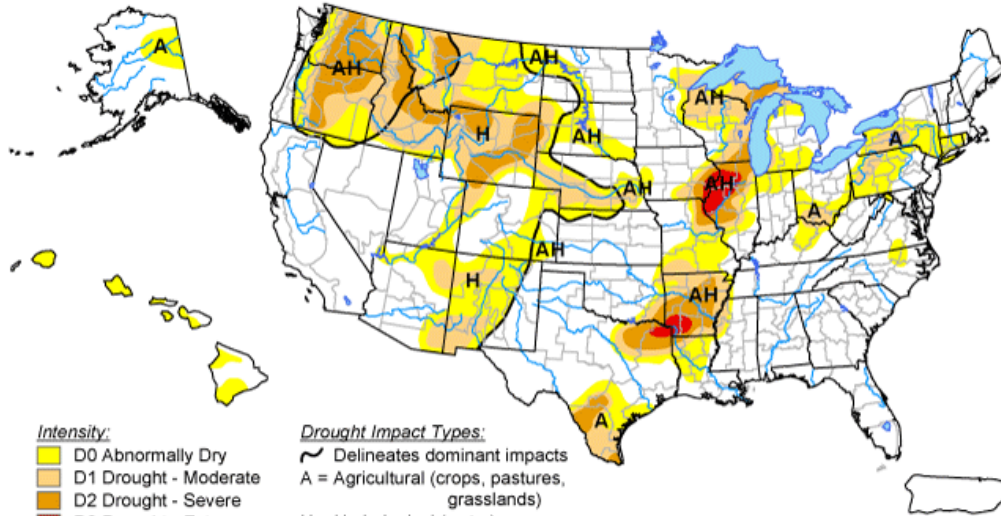 A
AH
AH
AH
H
AH
A
AH
AH
A
AH
H
AH
A
Intensity:
D0 Abnormally Dry
D1 Drought - Moderate
D2 Drought - Severe
Drought Impact Types:
Delineates dominant impacts
A = Agricultural (crops, pastures,
grasslands)